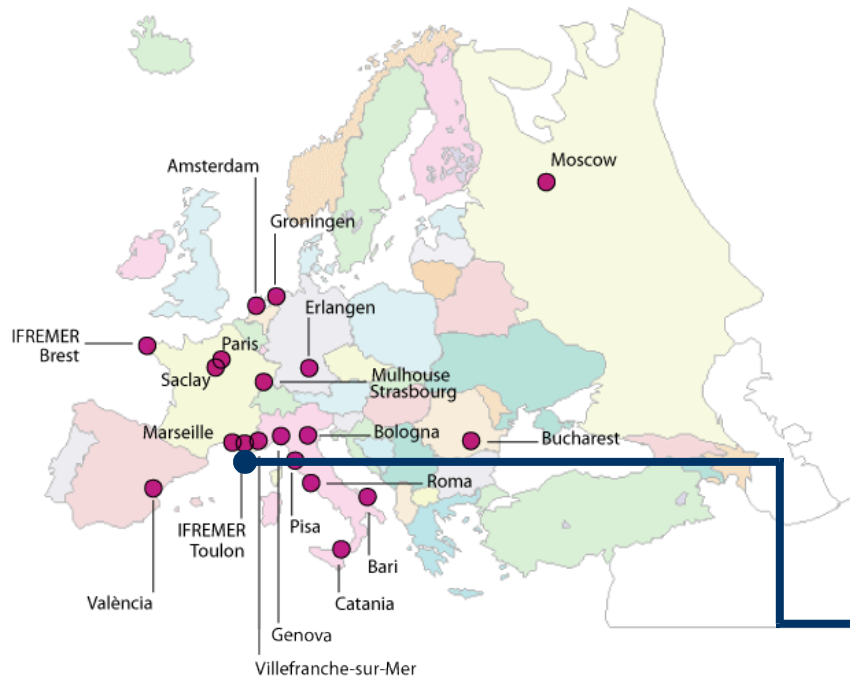 Moscow
Amsterdam
Groningen
Erlangen
IFREMER
Brest
Paris
Saclay
Mulhouse
Strasbourg
Marseille
Bologna
Bucharest
Roma
IFREMER
Toulon
Pisa
Bari
València
Catania
Genova
Villefranche-sur-Mer